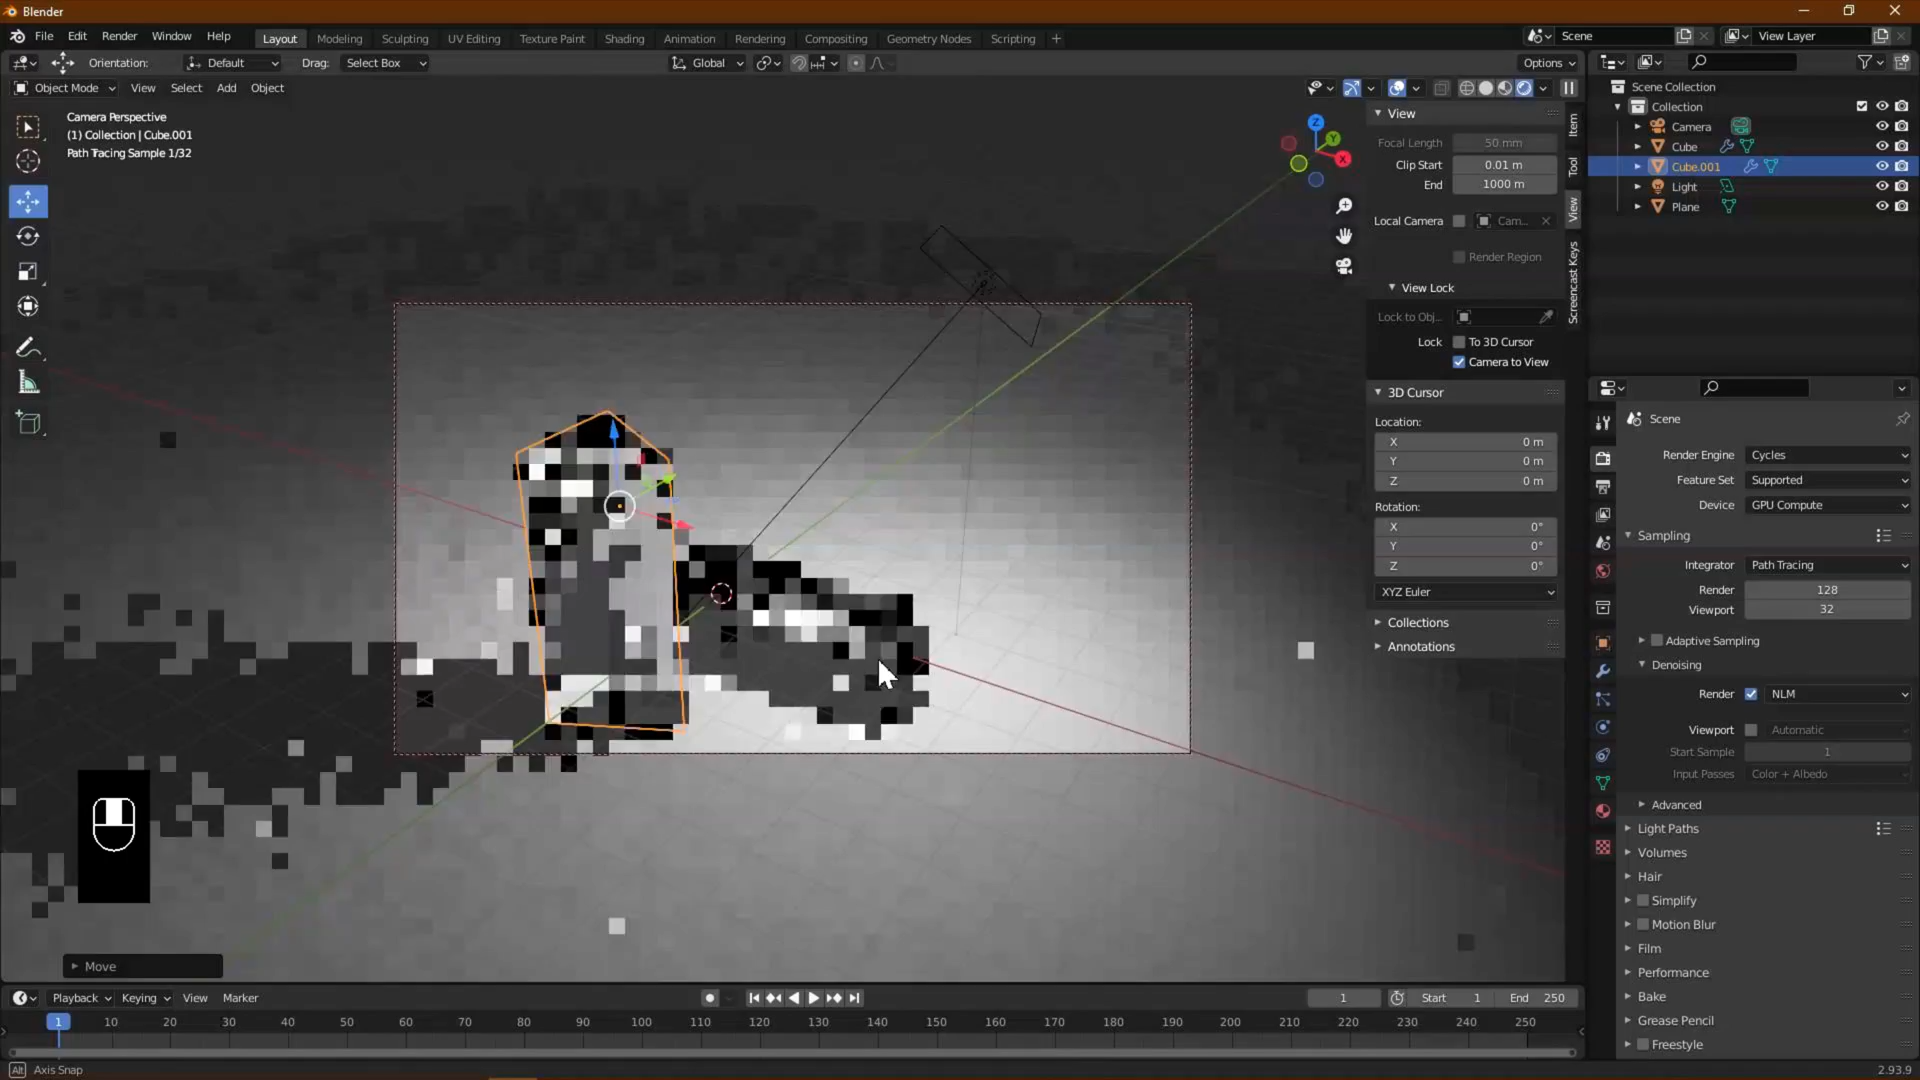 Blender
File Edit Render Window Help
Layout Modeling Sculpting UV Editing Texture Paint Shading Animation Rendering Compositing Geometry Nodes Scripting +
Scene
View Layer
Orientation: Default Drag: Select Box
Global
Options
Object Mode View Select Add Object
Camera Perspective
(1) Collection | Cube.001
Path Tracing Sample 1/32
Z
Y
X
View
Focal Length 50 mm
Clip Start 0.01 m
End 1000 m
Local Camera Cam...
Render Region
View Lock
Lock to Obj...
Lock To 3D Cursor
Camera to View
3D Cursor
Location:
X 0 m
Y 0 m
Z 0 m
Rotation:
X 0°
Y 0°
Z 0°
XYZ Euler
Collections
Annotations
Item
Tool
View
Screencast Keys
Scene Collection
Collection
Camera
Cube
Cube.001
Light
Plane
Scene
Render Engine Cycles
Feature Set Supported
Device GPU Compute
Sampling
Integrator Path Tracing
Render 128
Viewport 32
Adaptive Sampling
Denoising
Render NLM
Viewport Automatic
Start Sample 1
Input Passes Color + Albedo
Advanced
Light Paths
Volumes
Hair
Simplify
Motion Blur
Film
Performance
Bake
Grease Pencil
Freestyle
Move
Playback Keying View Marker
1 Start 1 End 250
1 10 20 30 40 50 60 70 80 90 100 110 120 130 140 150 160 170 180 190 200 210 220 230 240 250
Alt Axis Snap
2.93.9